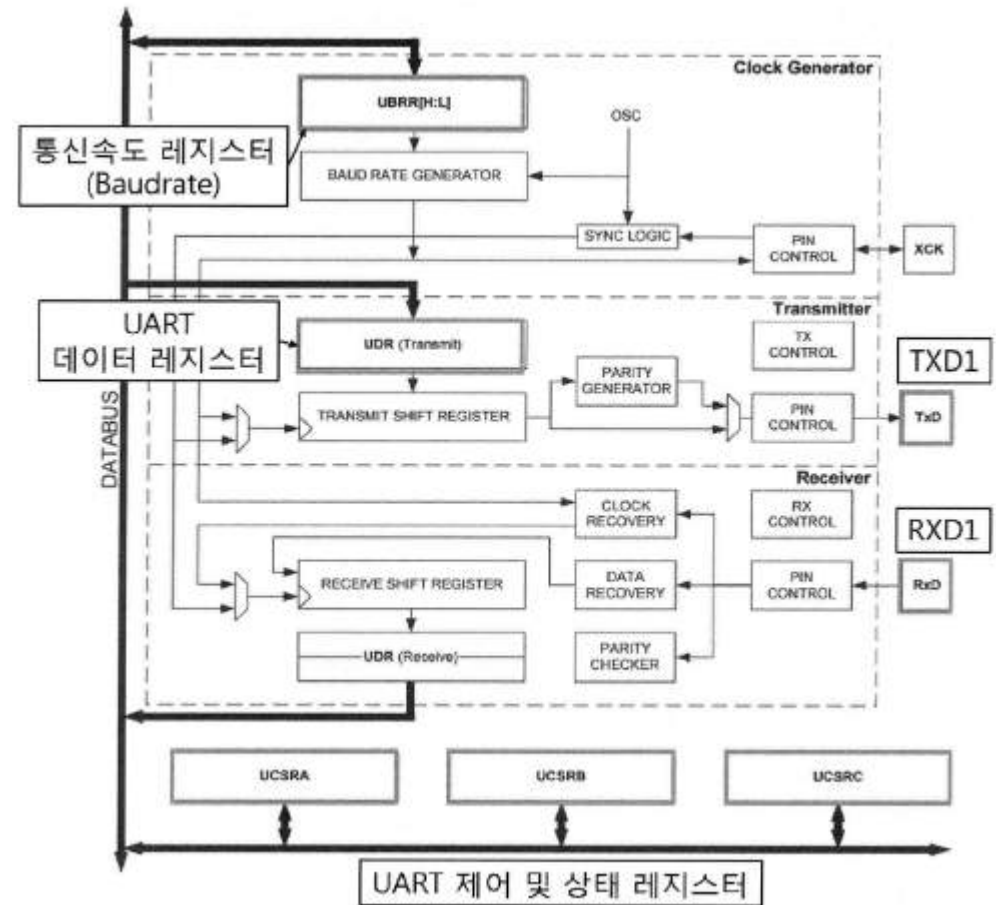 Clock Generator
UBRR[H:L]
OSC
통신속도 레지스터
(Baudrate)
BAUD RATE GENERATOR
SYNC LOGIC
PIN
CONTROL
XCK
Transmitter
UART
데이터 레지스터
UDR (Transmit)
TX
CONTROL
PARITY
GENERATOR
TXD1
TRANSMIT SHIFT REGISTER
PIN
CONTROL
TxD
DATABUS
Receiver
CLOCK
RECOVERY
RX
CONTROL
RXD1
RECEIVE SHIFT REGISTER
DATA
RECOVERY
PIN
CONTROL
RxD
UDR (Receive)
PARITY
CHECKER
UCSRA
UCSRB
UCSRC
UART 제어 및 상태 레지스터